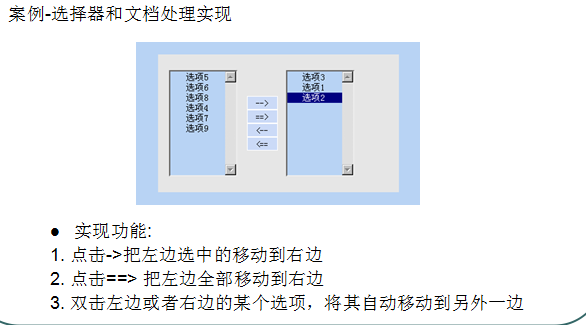 案例-选择器和文档处理实现
选项5
选项6
选项8
选项4
选项7
选项9
-->
==>
<--
<==
选项3
选项1
选项2
● 实现功能:
1. 点击->把左边选中的移动到右边
2. 点击==> 把左边全部移动到右边
3. 双击左边或者右边的某个选项，将其自动移动到另外一边